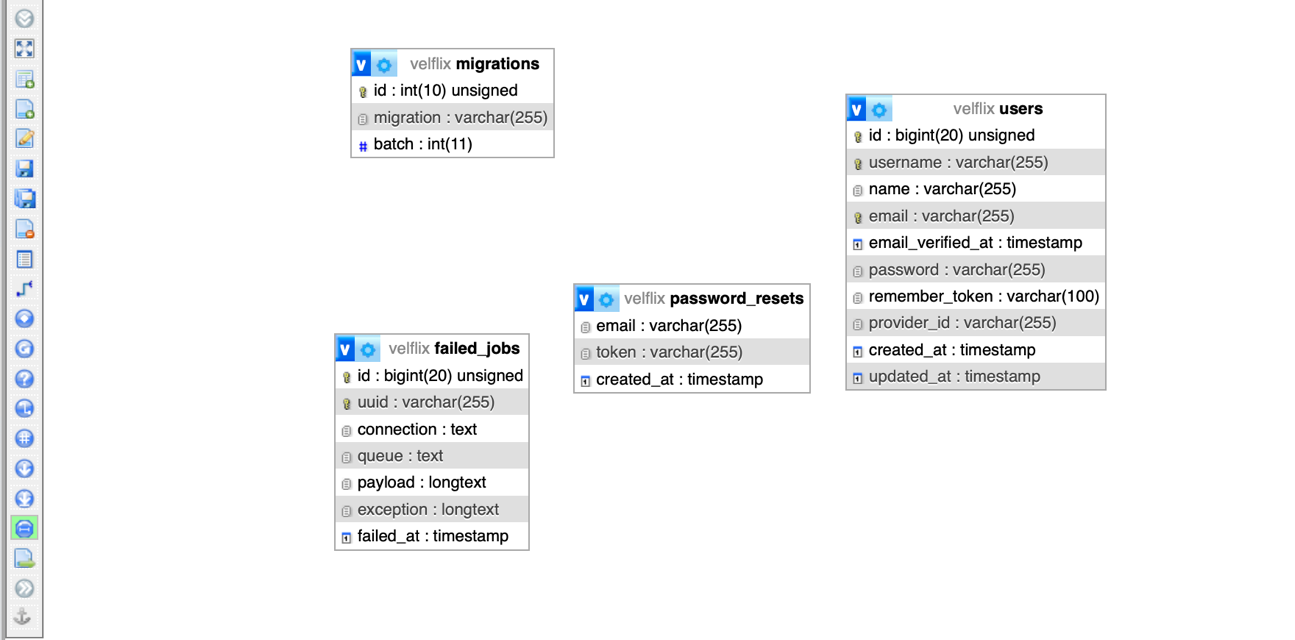 v velflix migrations
id : int(10) unsigned
migration : varchar(255)
# batch : int(11)
v velflix users
id : bigint(20) unsigned
username : varchar(255)
name : varchar(255)
email : varchar(255)
email_verified_at : timestamp
password : varchar(255)
remember_token : varchar(100)
provider_id : varchar(255)
created_at : timestamp
updated_at : timestamp
v velflix password_resets
email : varchar(255)
token : varchar(255)
created_at : timestamp
v velflix failed_jobs
id : bigint(20) unsigned
uuid : varchar(255)
connection : text
queue : text
payload : longtext
exception : longtext
failed_at : timestamp